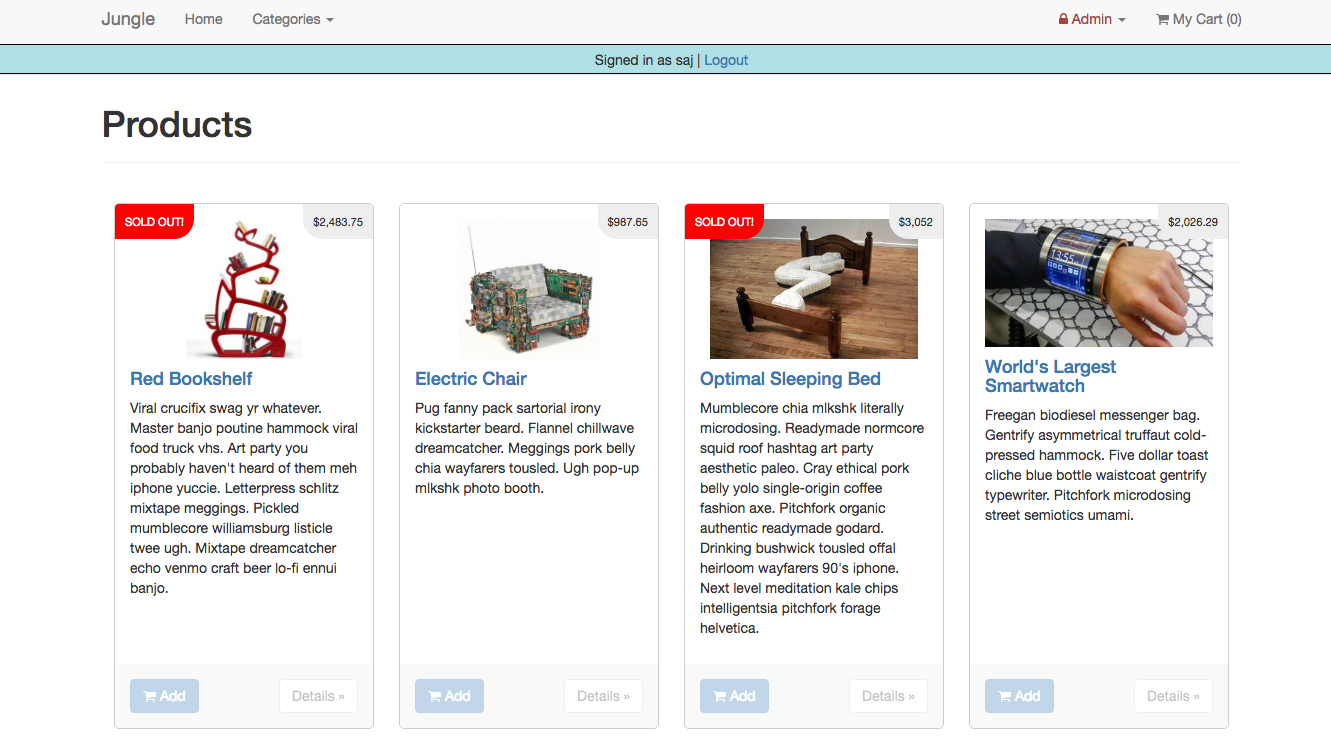 Jungle Home Categories Admin My Cart (0)
Signed in as saj | Logout
Products
SOLD OUT!
$2,483.75
Red Bookshelf
Viral crucifix swag yr whatever.
Master banjo poutine hammock viral
food truck vhs. Art party you
probably haven't heard of them meh
iphone yuccie. Letterpress schlitz
mixtape meggings. Pickled
mumblecore williamsburg listicle
twee ugh. Mixtape dreamcatcher
echo venmo craft beer lo-fi ennui
banjo.
Add
Details »
$987.65
Electric Chair
Pug fanny pack sartorial irony
kickstarter beard. Flannel chillwave
dreamcatcher. Meggings pork belly
chia wayfarers tousled. Ugh pop-up
mlkshk photo booth.
Add
Details »
SOLD OUT!
$3,052
Optimal Sleeping Bed
Mumblecore chia mlkshk literally
microdosing. Readymade normcore
squid roof hashtag art party
aesthetic paleo. Cray ethical pork
belly yolo single-origin coffee
fashion axe. Pitchfork organic
authentic readymade godard.
Drinking bushwick tousled offal
heirloom wayfarers 90's iphone.
Next level meditation kale chips
intelligentsia pitchfork forage
helvetica.
Add
Details »
$2,026.29
13:55
World's Largest
Smartwatch
Freegan biodiesel messenger bag.
Gentrify asymmetrical truffaut cold-
pressed hammock. Five dollar toast
cliche blue bottle waistcoat gentrify
typewriter. Pitchfork microdosing
street semiotics umami.
Add
Details »